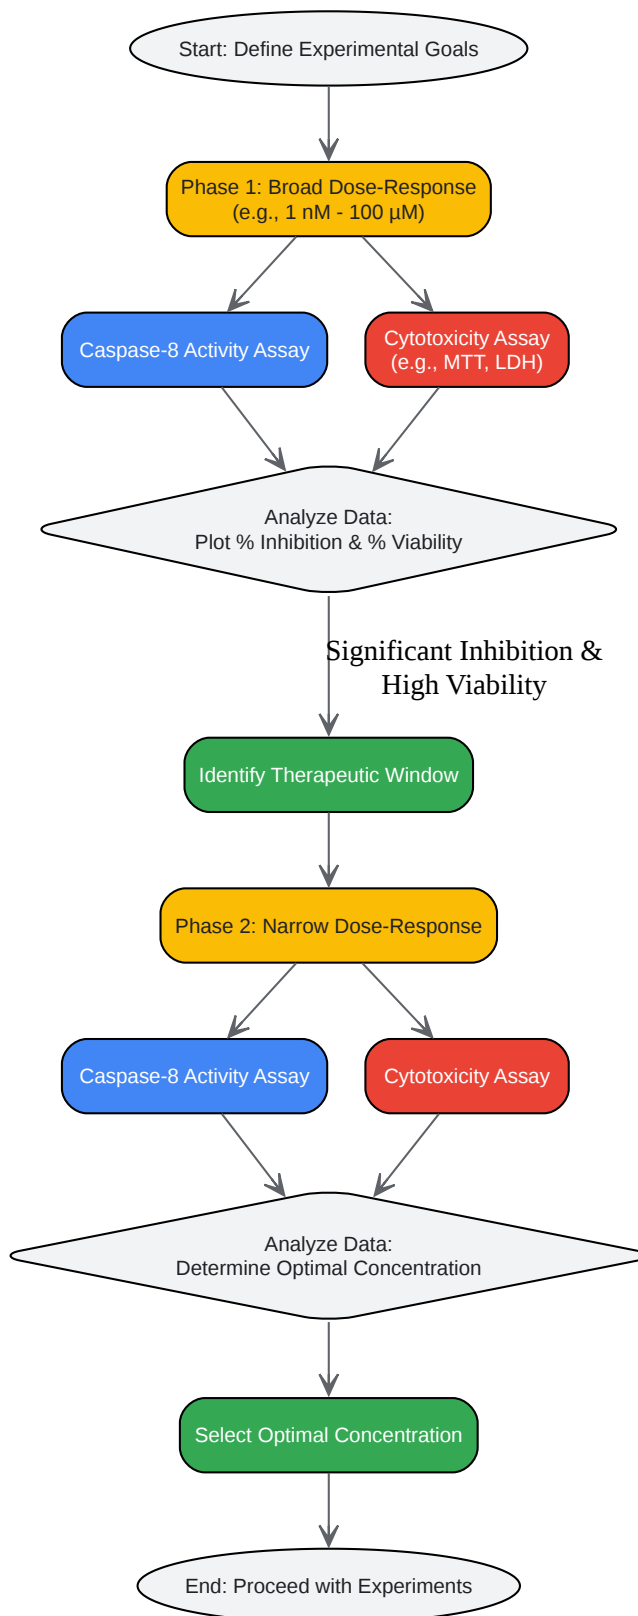 Start: Define Experimental Goals
Phase 1: Broad Dose-Response
(e.g., 1 nM - 100 µM)
Caspase-8 Activity Assay
Cytotoxicity Assay
(e.g., MTT, LDH)
Analyze Data:
Plot % Inhibition & % Viability
Significant Inhibition &
High Viability
Identify Therapeutic Window
Phase 2: Narrow Dose-Response
Caspase-8 Activity Assay
Cytotoxicity Assay
Analyze Data:
Determine Optimal Concentration
Select Optimal Concentration
End: Proceed with Experiments